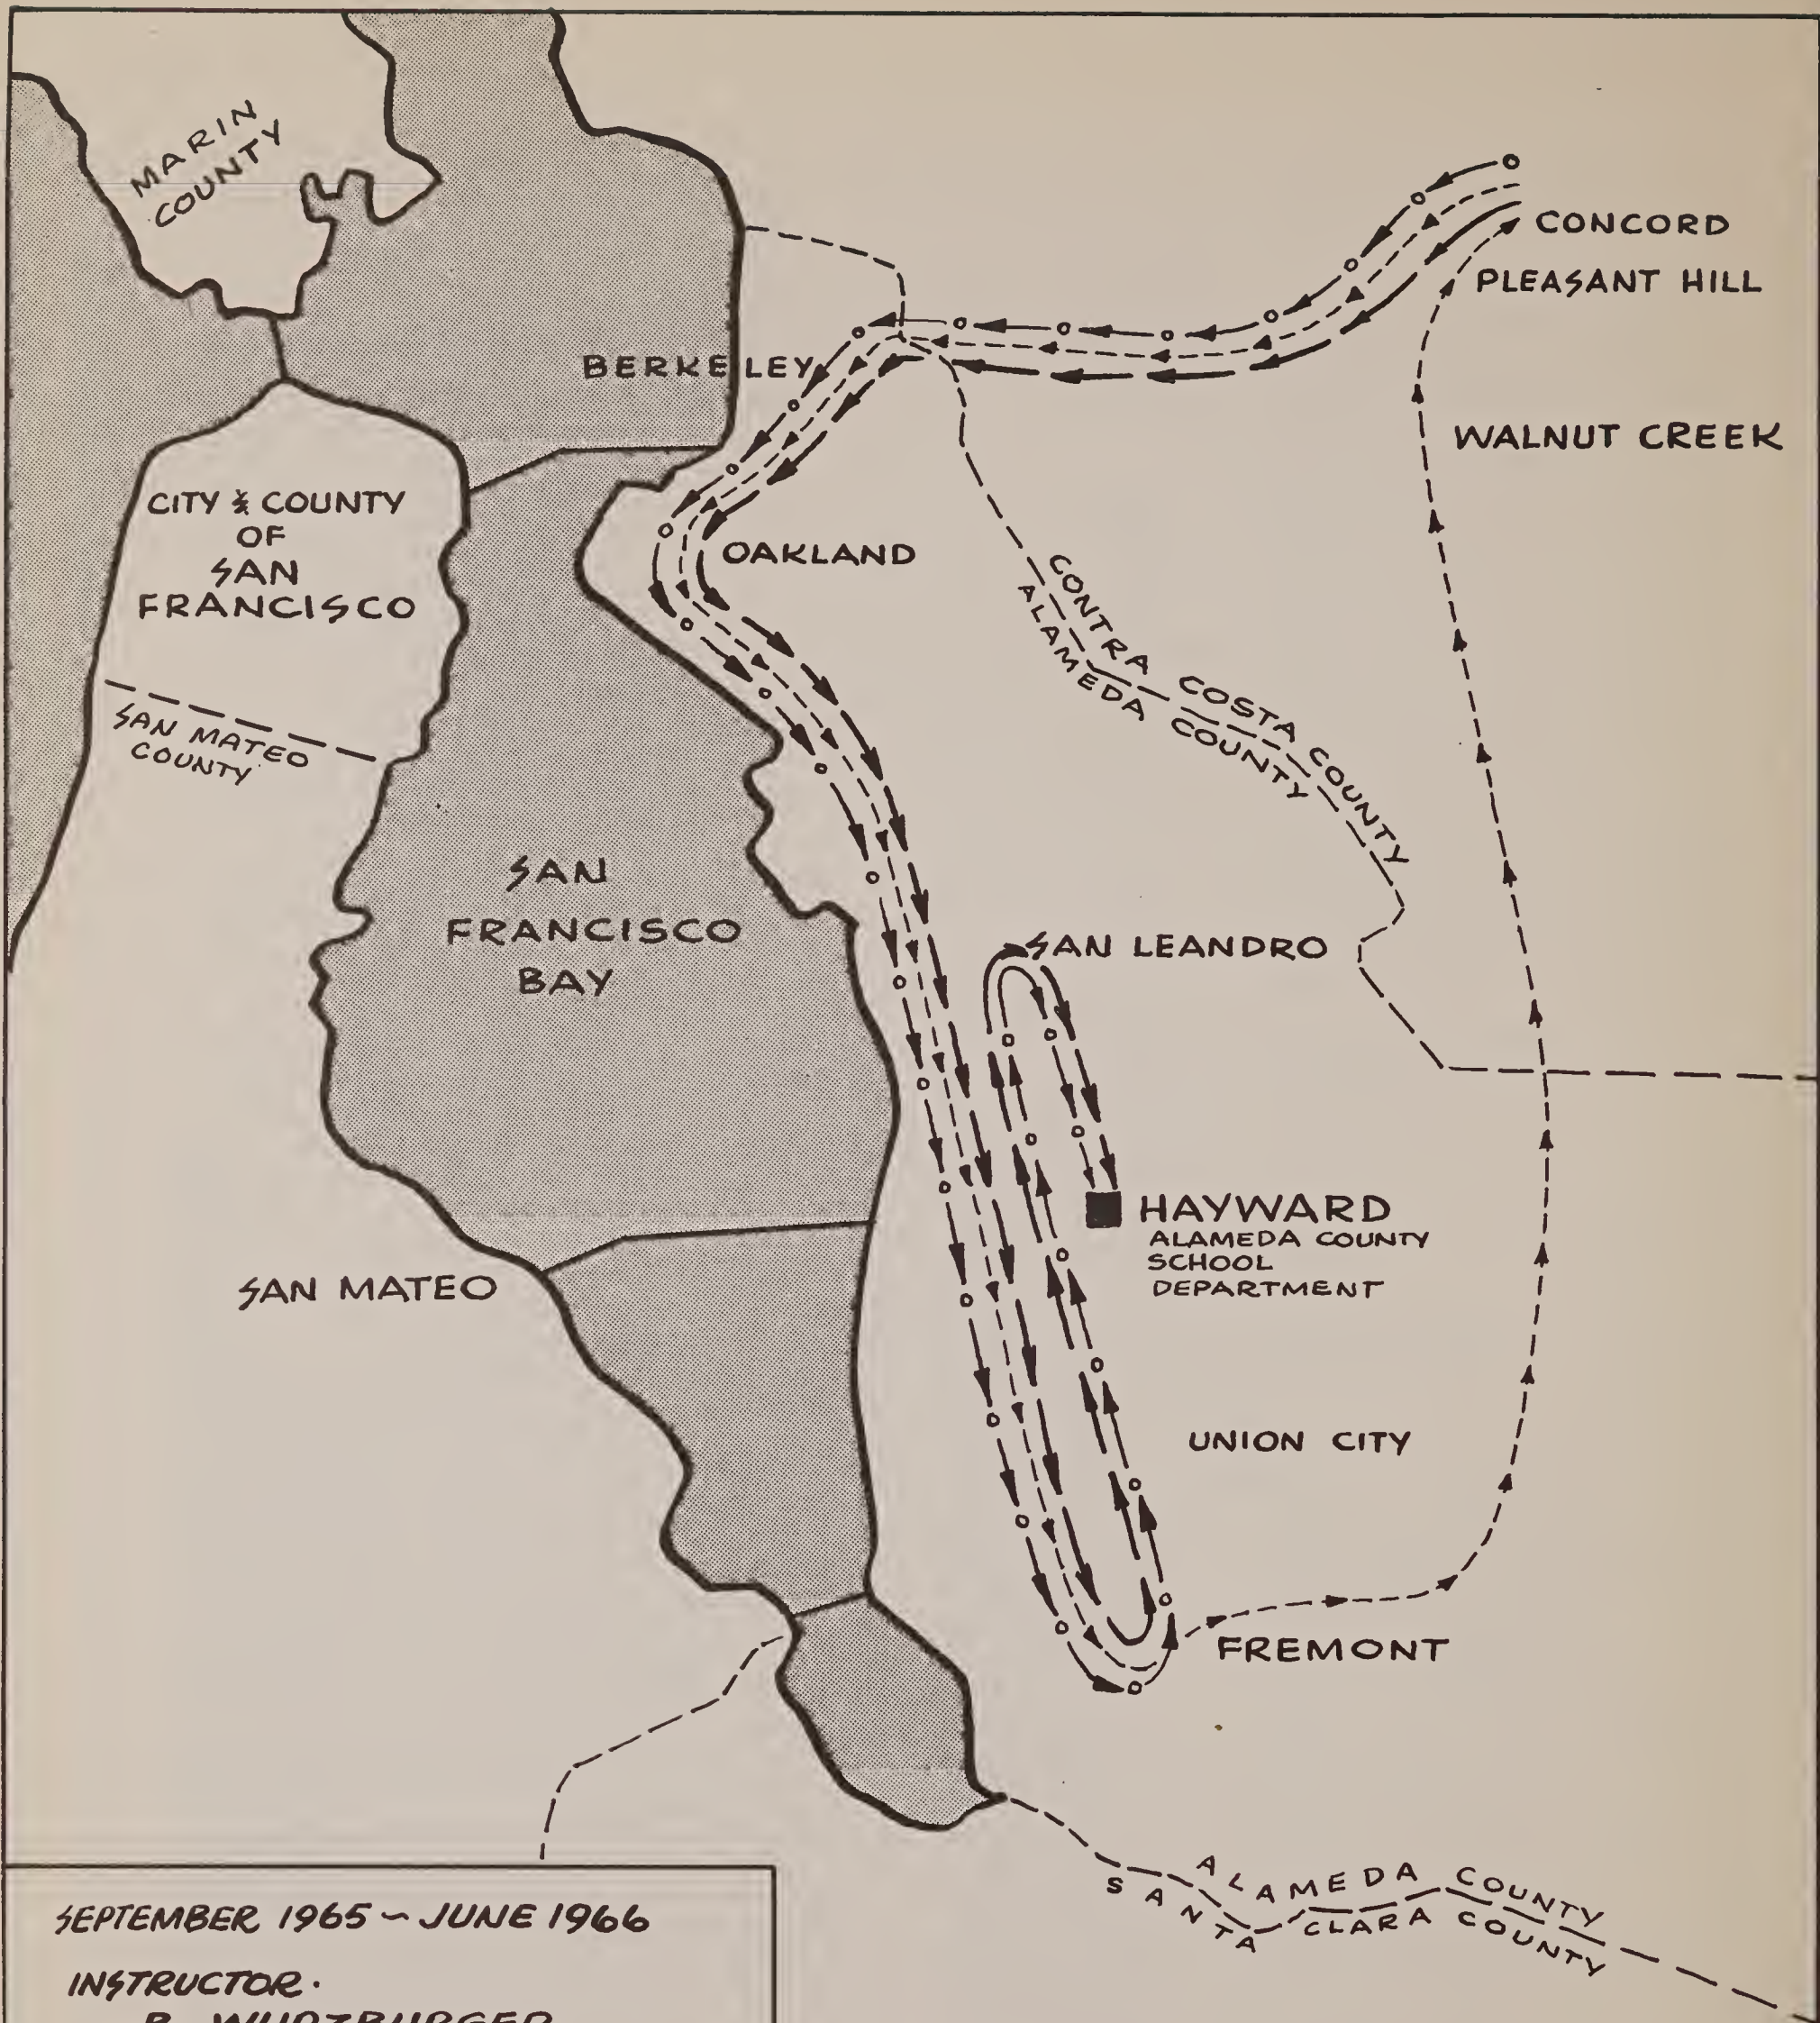 MARIN
COUNTY
CONCORD
PLEASANT HILL
BERKELEY
WALNUT CREEK
CITY & COUNTY
OF
SAN
FRANCISCO
OAKLAND
CONTRA COSTA COUNTY
ALAMEDA COUNTY
SAN MATEO
COUNTY
SAN
FRANCISCO
BAY
SAN LEANDRO
HAYWARD
ALAMEDA COUNTY
SCHOOL
DEPARTMENT
SAN MATEO
UNION CITY
FREMONT
ALAMEDA COUNTY
SANTA CLARA COUNTY
SEPTEMBER 1965 ~ JUNE 1966
INSTRUCTOR.
R. WURZBURGER